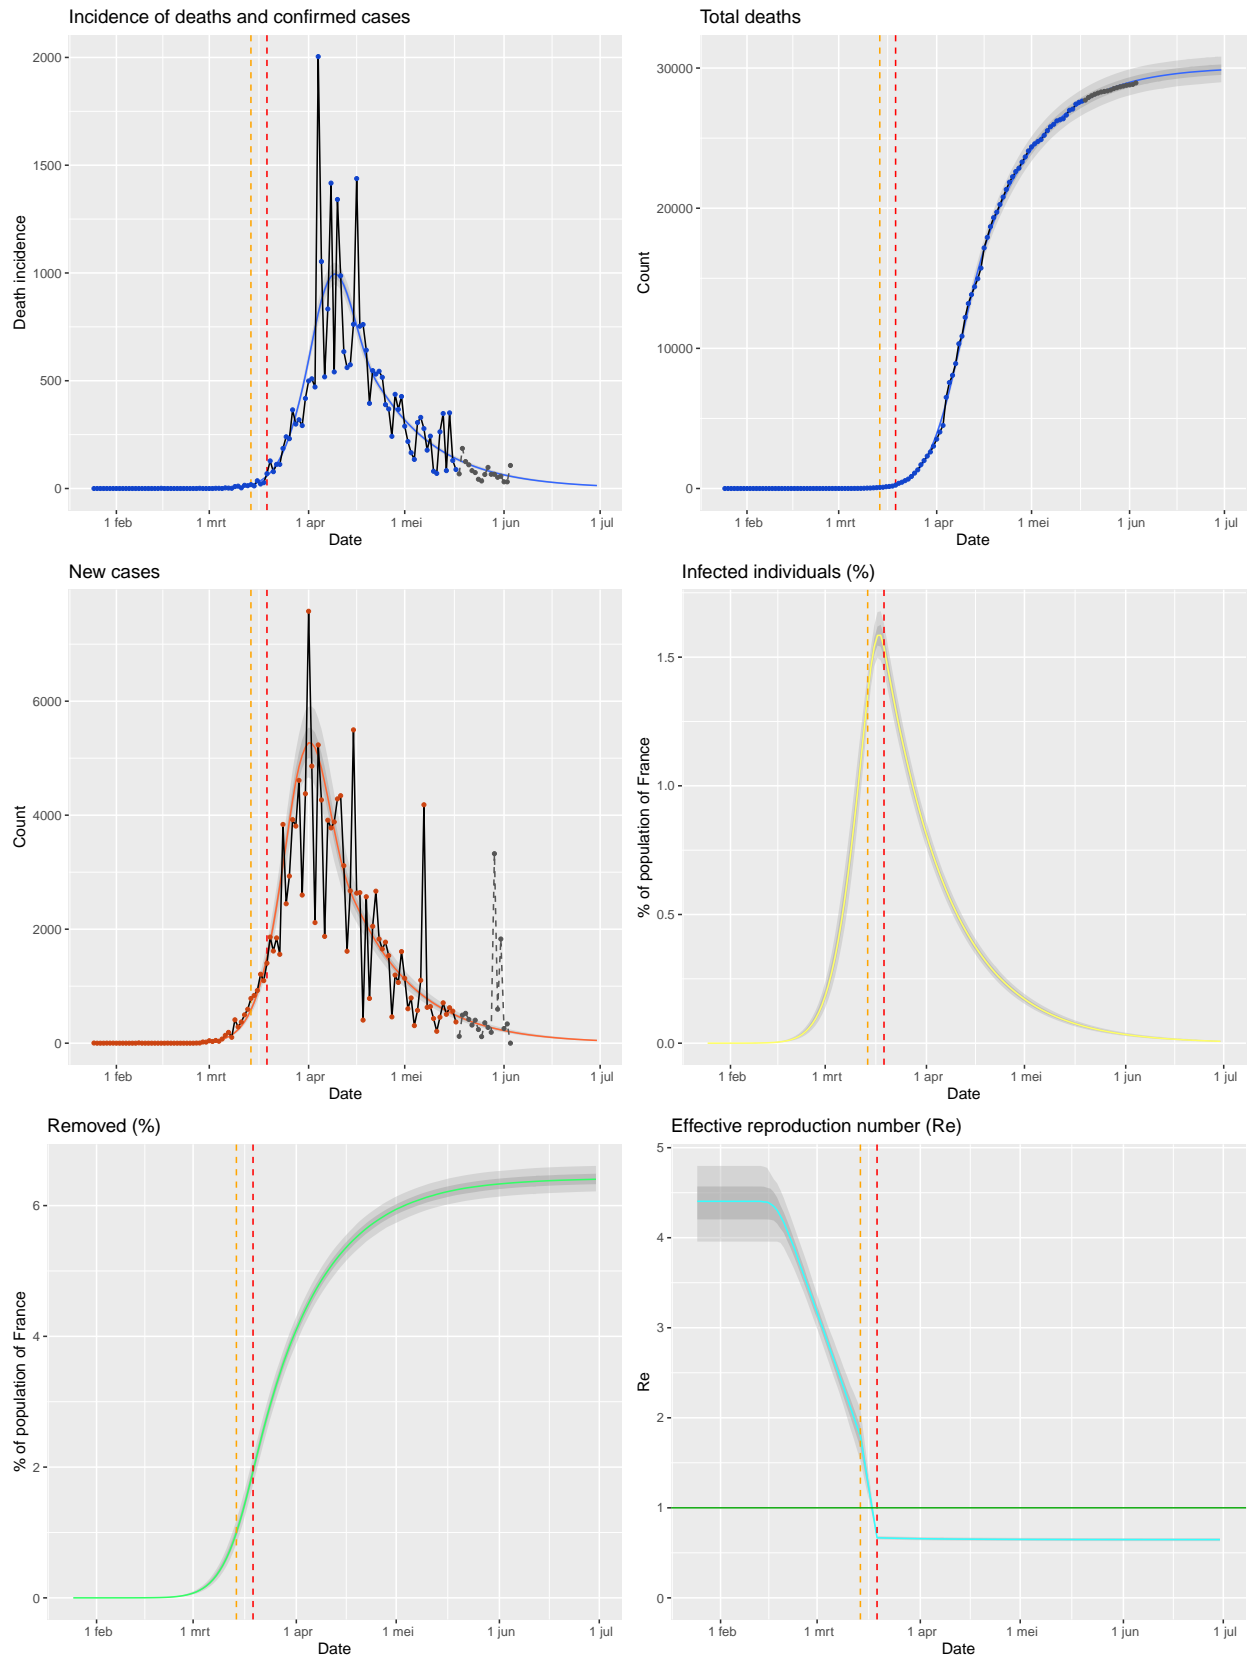 Incidence of deaths and confirmed cases
Death incidence
2000
1500
1000
500
0
1 feb 1 mrt 1 apr 1 mei 1 jun 1 jul
Date
Total deaths
Count
30000
20000
10000
0
1 feb 1 mrt 1 apr 1 mei 1 jun 1 jul
Date
New cases
Count
6000
4000
2000
0
1 feb 1 mrt 1 apr 1 mei 1 jun 1 jul
Date
Infected individuals (%)
% of population of France
1.5
1.0
0.5
0.0
1 feb 1 mrt 1 apr 1 mei 1 jun 1 jul
Date
Removed (%)
% of population of France
6
4
2
0
1 feb 1 mrt 1 apr 1 mei 1 jun 1 jul
Date
Effective reproduction number (Re)
Re
5
4
3
2
1
0
1 feb 1 mrt 1 apr 1 mei 1 jun 1 jul
Date